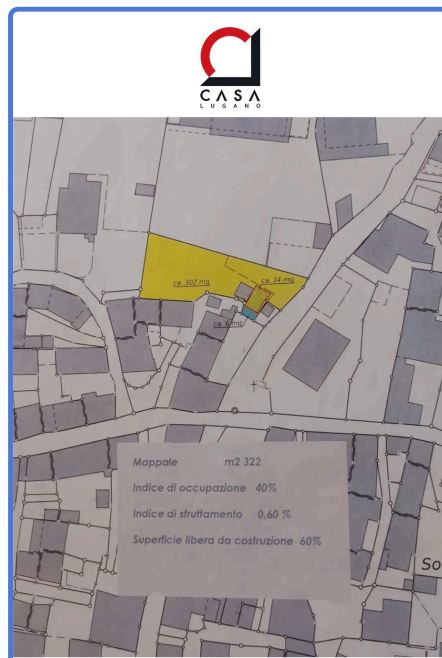 CASA
LUGANO
ca. 302 mq
ca. 14 mq
ca. 6 mq
Mappale m2 322
Indice di occupazione 40%
Indice di sfruttamento 0.60 %
Superficie libera da costruzione 60%
So